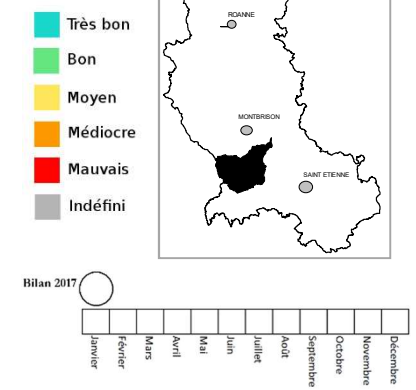 Très bon
Bon
Moyen
Médiocre
Mauvais
Indéfini
ROANNE
MONTBRISON
SAINT ETIENNE
Bilan 2017
Janvier
Février
Mars
Avril
Mai
Juin
Juillet
Août
Septembre
Octobre
Novembre
Décembre